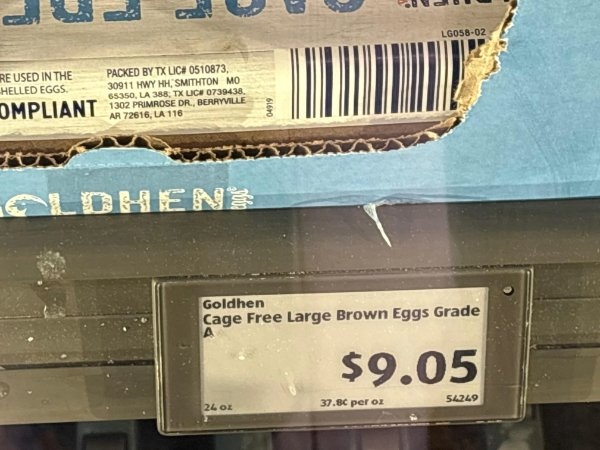 LG058-02
RE USED IN THE
HELLED EGGS.
OMPLIANT
PACKED BY TX LIC# 0510873,
30911 HWY HH, SMITHTON MO
65350, LA 388; TX LIC# 0739438,
1302 PRIMROSE DR., BERRYVILLE
AR 72616, LA 116
04919
GOLDHEN
Goldhen
Cage Free Large Brown Eggs Grade
A
$9.05
24 oz 37.8¢ per oz 54249